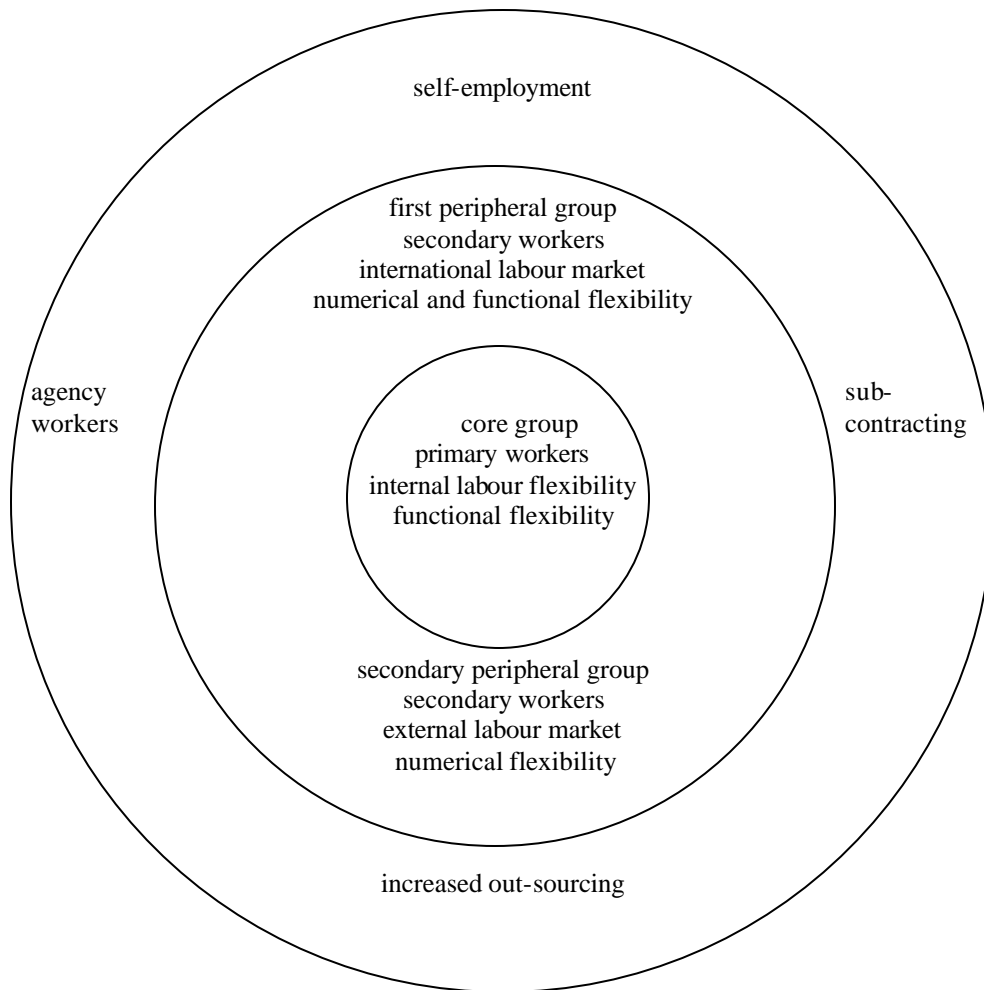 self-employment
first peripheral group
secondary workers
international labour market
numerical and functional flexibility
agency
workers
sub-
contracting
core group
primary workers
internal labour flexibility
functional flexibility
secondary peripheral group
secondary workers
external labour market
numerical flexibility
increased out-sourcing